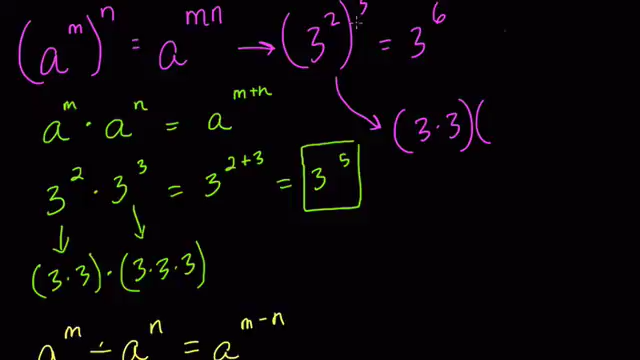 (a^m)^n = a^{mn} → (3^2)^3 = 3^6
(3·3)(
a^m · a^n = a^{m+n}
3^2 · 3^3 = 3^{2+3} = 3^5
(3·3)·(3·3·3)
a^m ÷ a^n = a^{m-n}